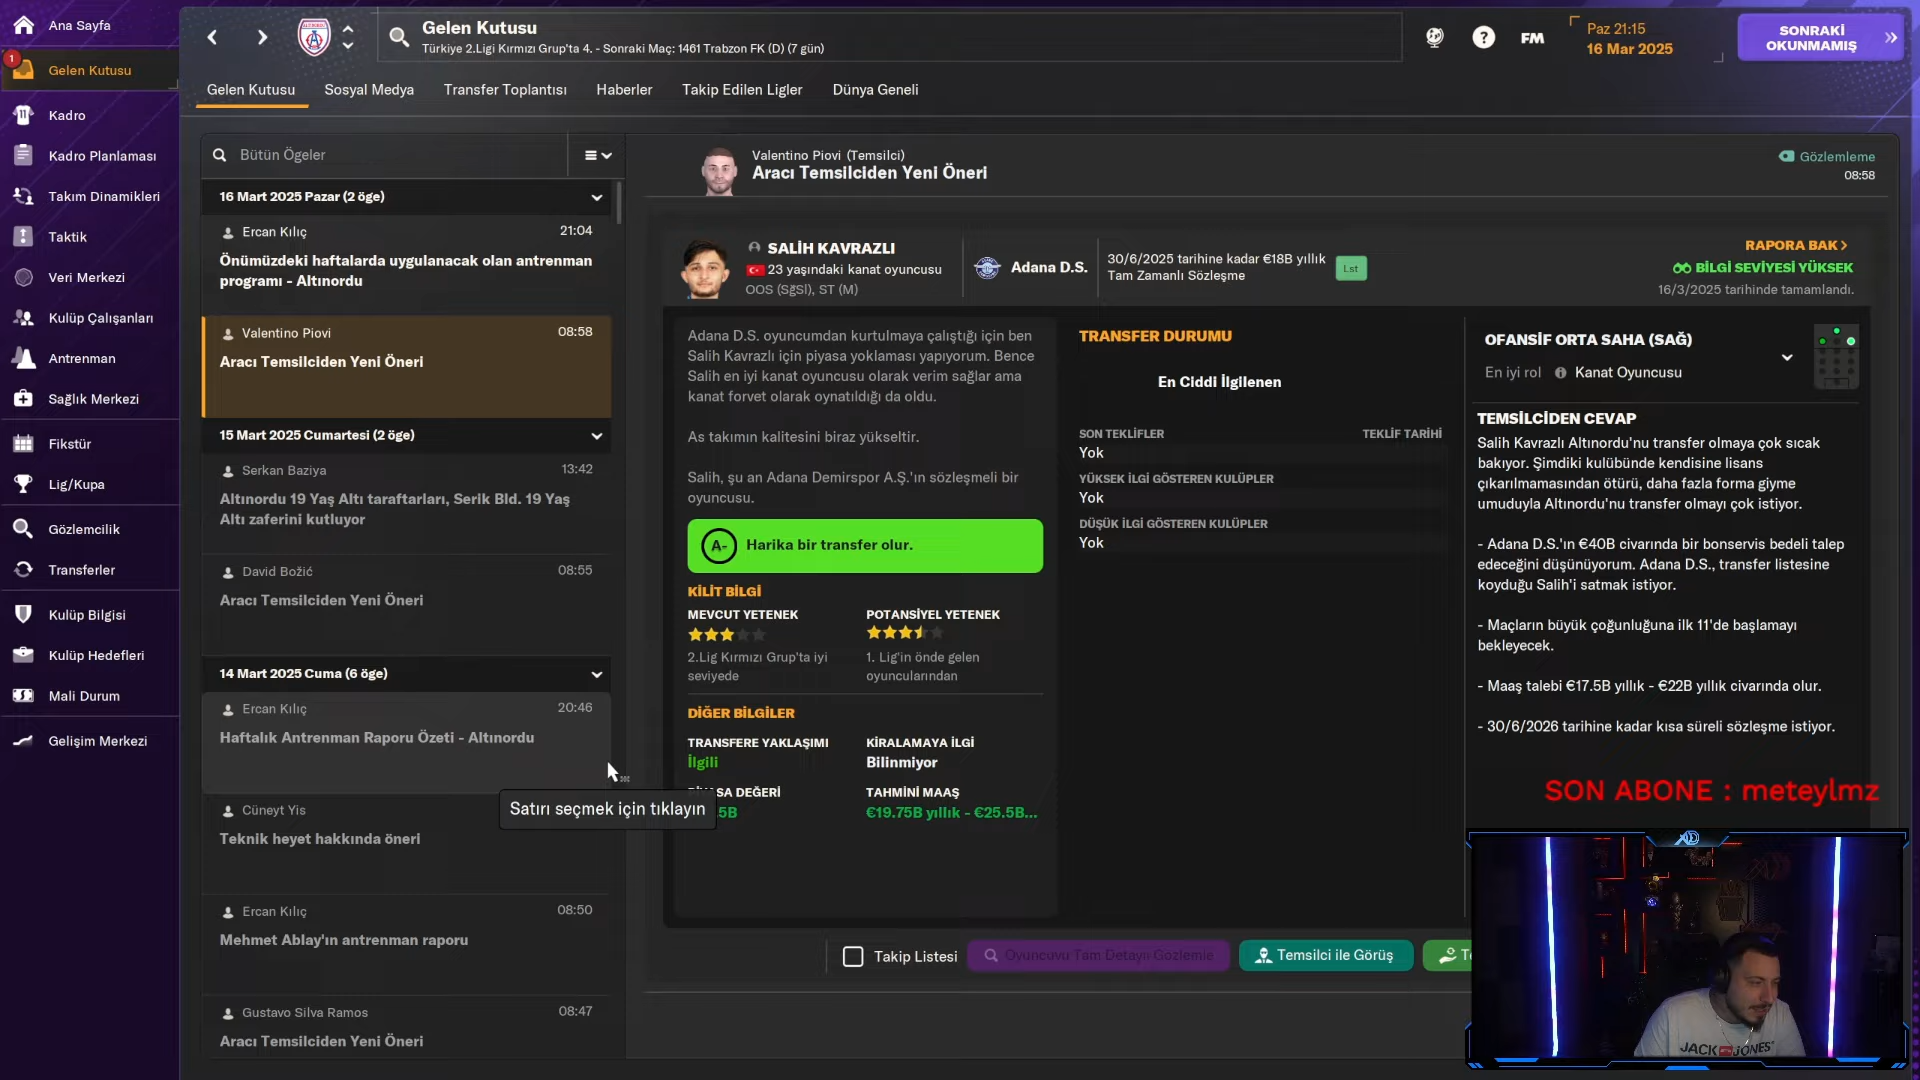 Ana Sayfa
1
Gelen Kutusu
Kadro
Kadro Planlaması
Takım Dinamikleri
Taktik
Veri Merkezi
Kulüp Çalışanları
Antrenman
Sağlık Merkezi
Fikstür
Lig/Kupa
Gözlemcilik
Transferler
Kulüp Bilgisi
Kulüp Hedefleri
Mali Durum
Gelişim Merkezi
Gelen Kutusu
Türkiye 2.Ligi Kırmızı Grup'ta 4. - Sonraki Maç: 1461 Trabzon FK (D) (7 gün)
?
FM
Paz 21:15
16 Mar 2025
SONRAKİ
OKUNMAMIŞ
Gelen Kutusu
Sosyal Medya
Transfer Toplantısı
Haberler
Takip Edilen Ligler
Dünya Geneli
Bütün Ögeler
16 Mart 2025 Pazar (2 öge)
Ercan Kılıç 21:04
Önümüzdeki haftalarda uygulanacak olan antrenman
programı - Altınordu
Valentino Piovi 08:58
Aracı Temsilciden Yeni Öneri
15 Mart 2025 Cumartesi (2 öge)
Serkan Baziya 13:42
Altınordu 19 Yaş Altı taraftarları, Serik Bld. 19 Yaş
Altı zaferini kutluyor
David Božić 08:55
Aracı Temsilciden Yeni Öneri
14 Mart 2025 Cuma (6 öge)
Ercan Kılıç 20:46
Haftalık Antrenman Raporu Özeti - Altınordu
Cüneyt Yis
Teknik heyet hakkında öneri
Ercan Kılıç 08:50
Mehmet Ablay'ın antrenman raporu
Gustavo Silva Ramos 08:47
Aracı Temsilciden Yeni Öneri
Satırı seçmek için tıklayın
Valentino Piovi (Temsilci)
Aracı Temsilciden Yeni Öneri
Gözlemleme
08:58
SALİH KAVRAZLI
23 yaşındaki kanat oyuncusu
OOS (SğSl), ST (M)
Adana D.S.
30/6/2025 tarihine kadar €18B yıllık
Tam Zamanlı Sözleşme
Lst
RAPORA BAK >
BİLGİ SEVİYESİ YÜKSEK
16/3/2025 tarihinde tamamlandı.
Adana D.S. oyuncumdan kurtulmaya çalıştığı için ben
Salih Kavrazlı için piyasa yoklaması yapıyorum. Bence
Salih en iyi kanat oyuncusu olarak verim sağlar ama
kanat forvet olarak oynatıldığı da oldu.
As takımın kalitesini biraz yükseltir.
Salih, şu an Adana Demirspor A.Ş.'ın sözleşmeli bir
oyuncusu.
A- Harika bir transfer olur.
KİLİT BİLGİ
MEVCUT YETENEK
2.Lig Kırmızı Grup'ta iyi
seviyede
POTANSİYEL YETENEK
1. Lig'in önde gelen
oyuncularından
DİĞER BİLGİLER
TRANSFERE YAKLAŞIMI
İlgili
KİRALAMAYA İLGİ
Bilinmiyor
DEĞERİ
.5B
TAHMİNİ MAAŞ
€19.75B yıllık - €25.5B...
TRANSFER DURUMU
En Ciddi İlgilenen
SON TEKLİFLER TEKLİF TARİHİ
Yok
YÜKSEK İLGİ GÖSTEREN KULÜPLER
Yok
DÜŞÜK İLGİ GÖSTEREN KULÜPLER
Yok
OFANSİF ORTA SAHA (SAĞ)
En iyi rol Kanat Oyuncusu
TEMSİLCİDEN CEVAP
Salih Kavrazlı Altınordu'nu transfer olmaya çok sıcak
bakıyor. Şimdiki kulübünde kendisine lisans
çıkarılmamasından ötürü, daha fazla forma giyme
umuduyla Altınordu'nu transfer olmayı çok istiyor.
- Adana D.S.'ın €40B civarında bir bonservis bedeli talep
edeceğini düşünüyorum. Adana D.S., transfer listesine
koyduğu Salih'i satmak istiyor.
- Maçların büyük çoğunluğuna ilk 11'de başlamayı
bekleyecek.
- Maaş talebi €17.5B yıllık - €22B yıllık civarında olur.
- 30/6/2026 tarihine kadar kısa süreli sözleşme istiyor.
Takip Listesi
Oyuncuyu Tam Detaylı Gözlemle
Temsilci ile Görüş
SON ABONE : meteylmz
JACK JONES